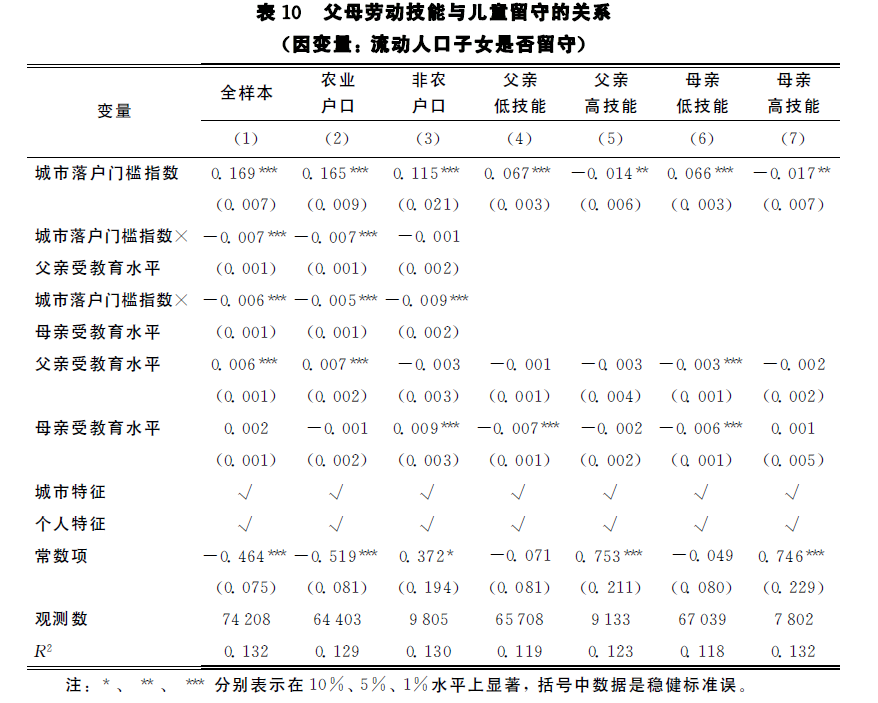 表 10 父母劳动技能与儿童留守的关系
（因变量：流动人口子女是否留守）
变量 全样本 农业户口 非农户口 父亲低技能 父亲高技能 母亲低技能 母亲高技能
（1） （2） （3） （4） （5） （6） （7）
城市落户门槛指数 0.169*** 0.165*** 0.115*** 0.067*** −0.014** 0.066*** −0.017**
（0.007） （0.009） （0.021） （0.003） （0.006） （0.003） （0.007）
城市落户门槛指数× −0.007*** −0.007*** −0.001
父亲受教育水平 （0.001） （0.001） （0.002）
城市落户门槛指数× −0.006*** −0.005*** −0.009***
母亲受教育水平 （0.001） （0.001） （0.002）
父亲受教育水平 0.006*** 0.007*** −0.003 −0.001 −0.003 −0.003*** −0.002
（0.001） （0.002） （0.003） （0.001） （0.004） （0.001） （0.002）
母亲受教育水平 0.002 −0.001 0.009*** −0.007*** −0.002 −0.006*** 0.001
（0.001） （0.002） （0.003） （0.001） （0.002） （0.001） （0.005）
城市特征 √ √ √ √ √ √ √
个人特征 √ √ √ √ √ √ √
常数项 −0.464*** −0.519*** 0.372* −0.071 0.753*** −0.049 0.746***
（0.075） （0.081） （0.194） （0.081） （0.211） （0.080） （0.229）
观测数 74 208 64 403 9 805 65 708 9 133 67 039 7 802
R² 0.132 0.129 0.130 0.119 0.123 0.118 0.132
注：*、**、*** 分别表示在10％、5％、1％水平上显著，括号中数据是稳健标准误。